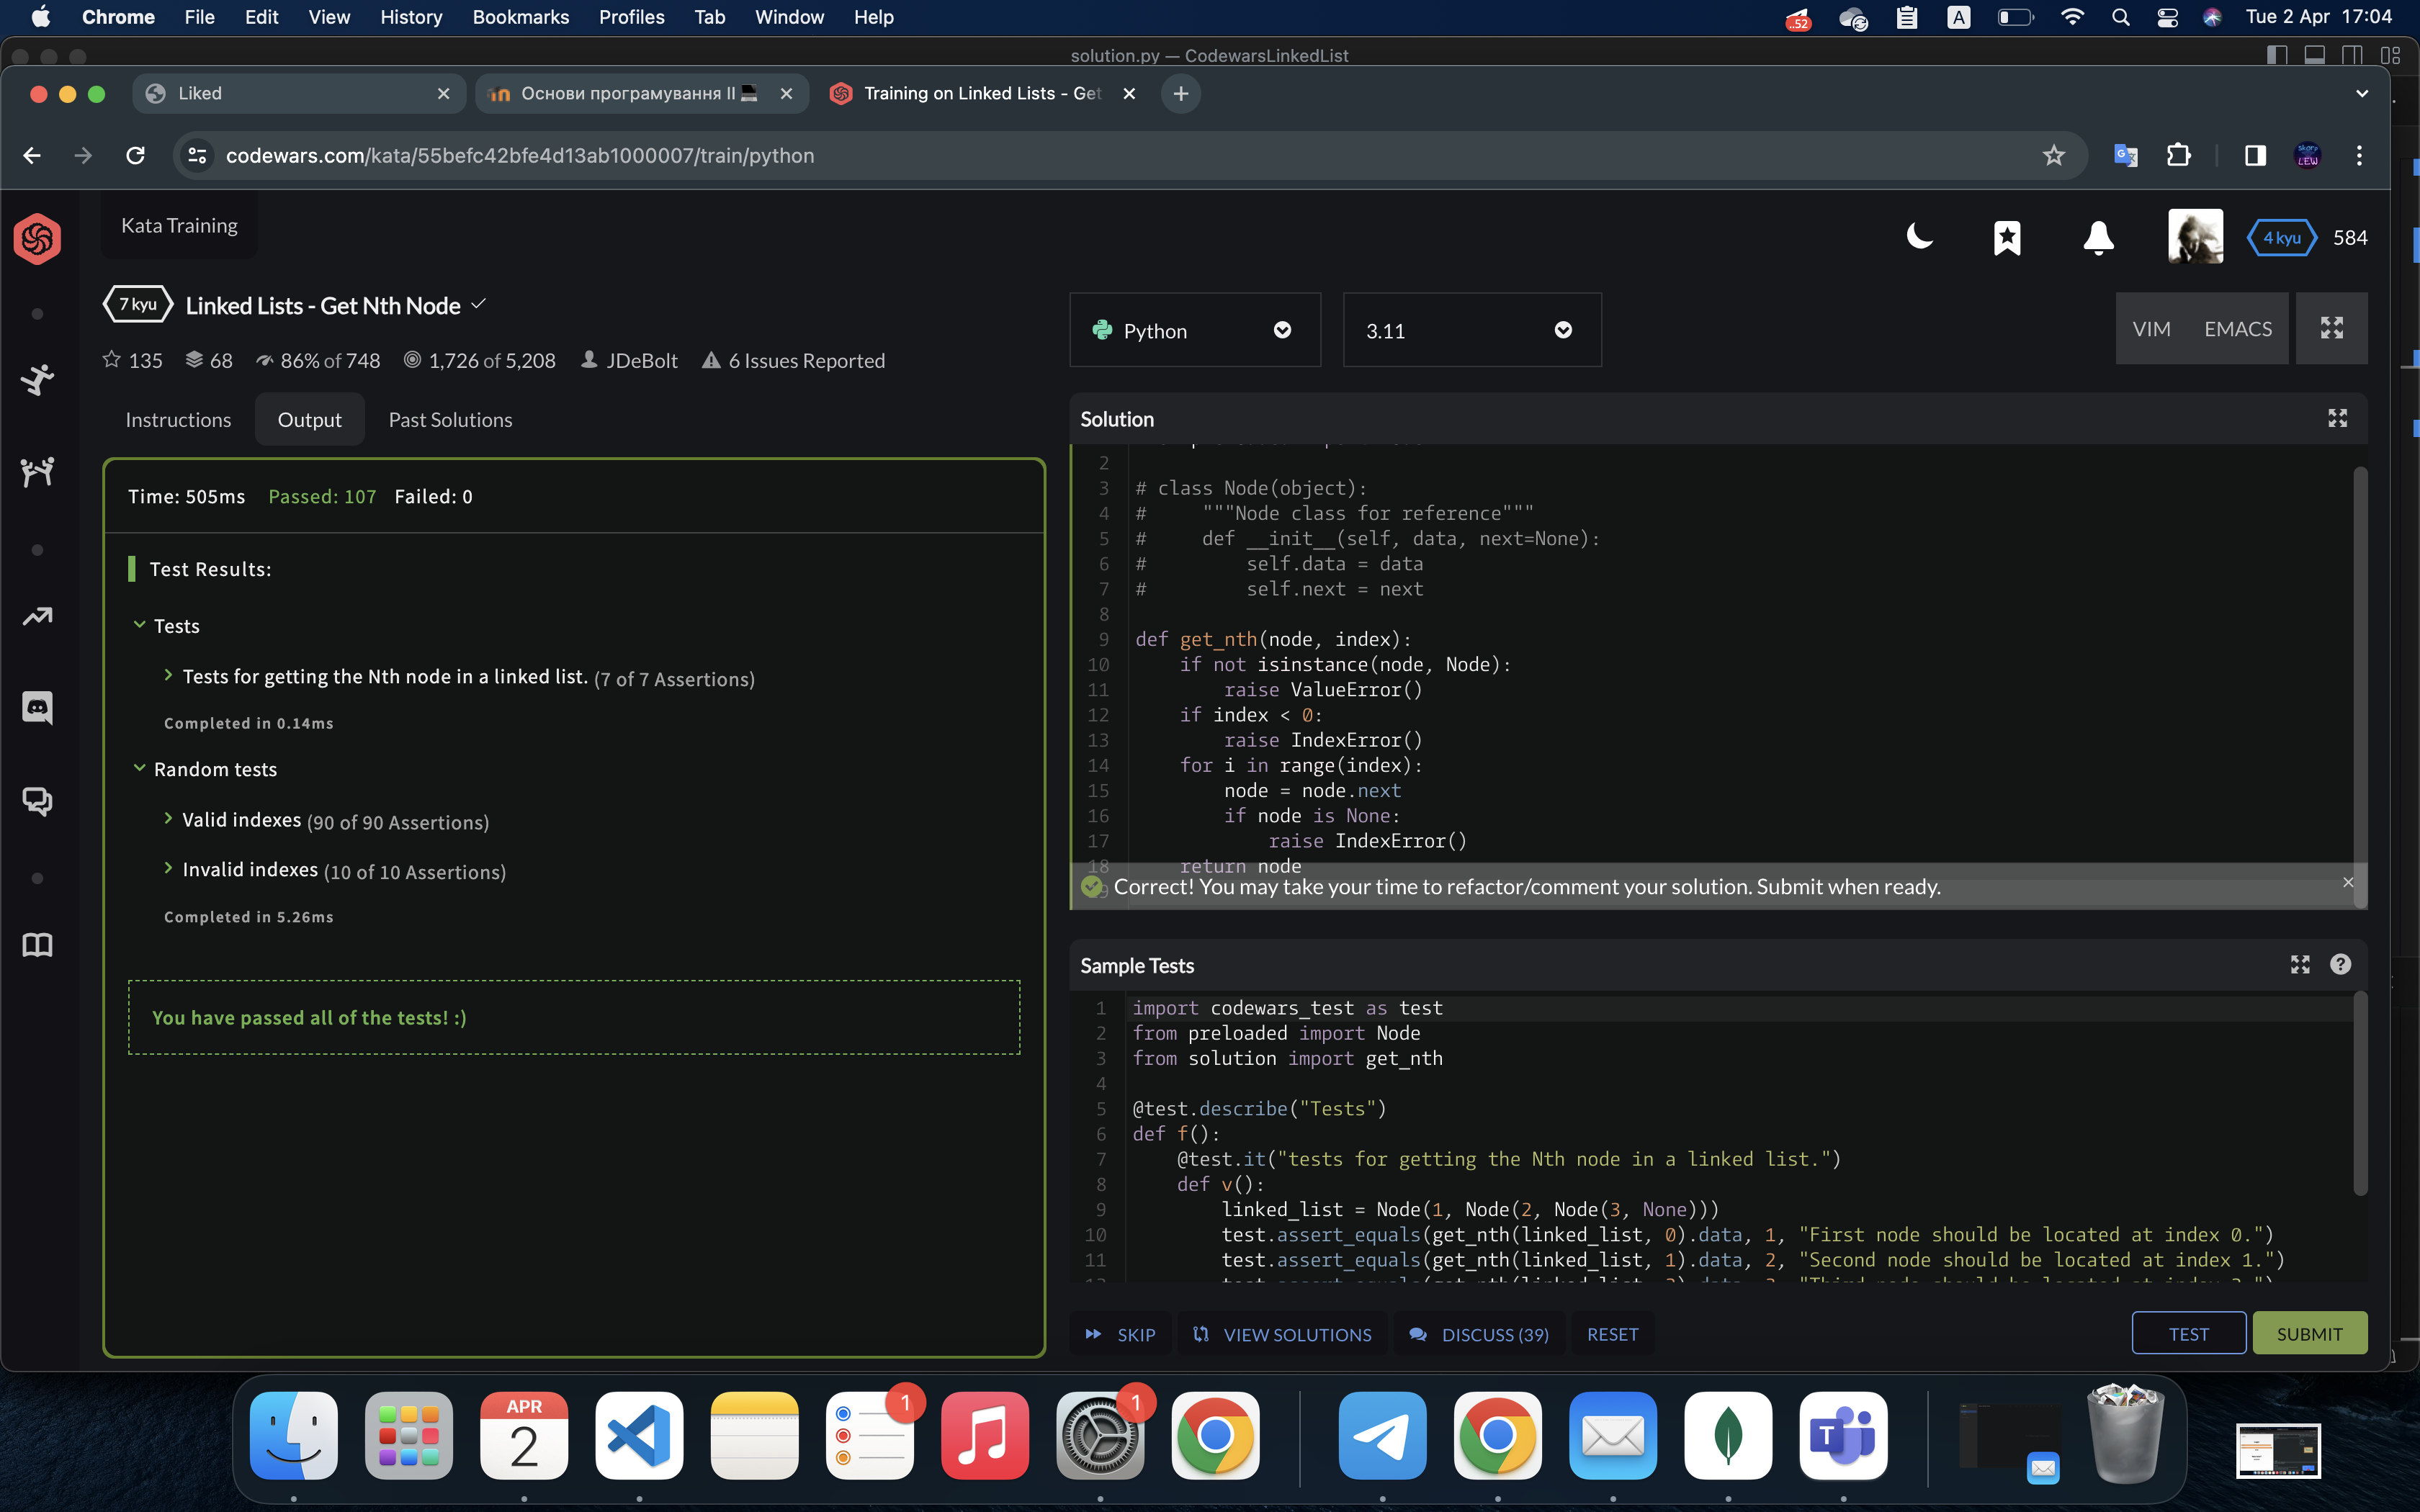 Chrome File Edit View History Bookmarks Profiles Tab Window Help
..52 A Tue 2 Apr 17:04
solution.py — CodewarsLinkedList
Liked
Основи програмування II
Training on Linked Lists - Get
codewars.com/kata/55befc42bfe4d13ab1000007/train/python
Kata Training
4 kyu 584
7 kyu Linked Lists - Get Nth Node
135 68 86% of 748 1,726 of 5,208 JDeBolt 6 Issues Reported
Instructions Output Past Solutions
Time: 505ms Passed: 107 Failed: 0
Test Results:
Tests
Tests for getting the Nth node in a linked list. (7 of 7 Assertions)
Completed in 0.14ms
Random tests
Valid indexes (90 of 90 Assertions)
Invalid indexes (10 of 10 Assertions)
Completed in 5.26ms
You have passed all of the tests! :)
Python 3.11 VIM EMACS
Solution
2
3 # class Node(object):
4 #     """Node class for reference"""
5 #     def __init__(self, data, next=None):
6 #         self.data = data
7 #         self.next = next
8
9 def get_nth(node, index):
10     if not isinstance(node, Node):
11         raise ValueError()
12     if index < 0:
13         raise IndexError()
14     for i in range(index):
15         node = node.next
16         if node is None:
17             raise IndexError()
18     return node
Correct! You may take your time to refactor/comment your solution. Submit when ready.
Sample Tests
1 import codewars_test as test
2 from preloaded import Node
3 from solution import get_nth
4
5 @test.describe("Tests")
6 def f():
7     @test.it("tests for getting the Nth node in a linked list.")
8     def v():
9         linked_list = Node(1, Node(2, Node(3, None)))
10         test.assert_equals(get_nth(linked_list, 0).data, 1, "First node should be located at index 0.")
11         test.assert_equals(get_nth(linked_list, 1).data, 2, "Second node should be located at index 1.")
SKIP VIEW SOLUTIONS DISCUSS (39) RESET TEST SUBMIT
APR
2
1
1
T